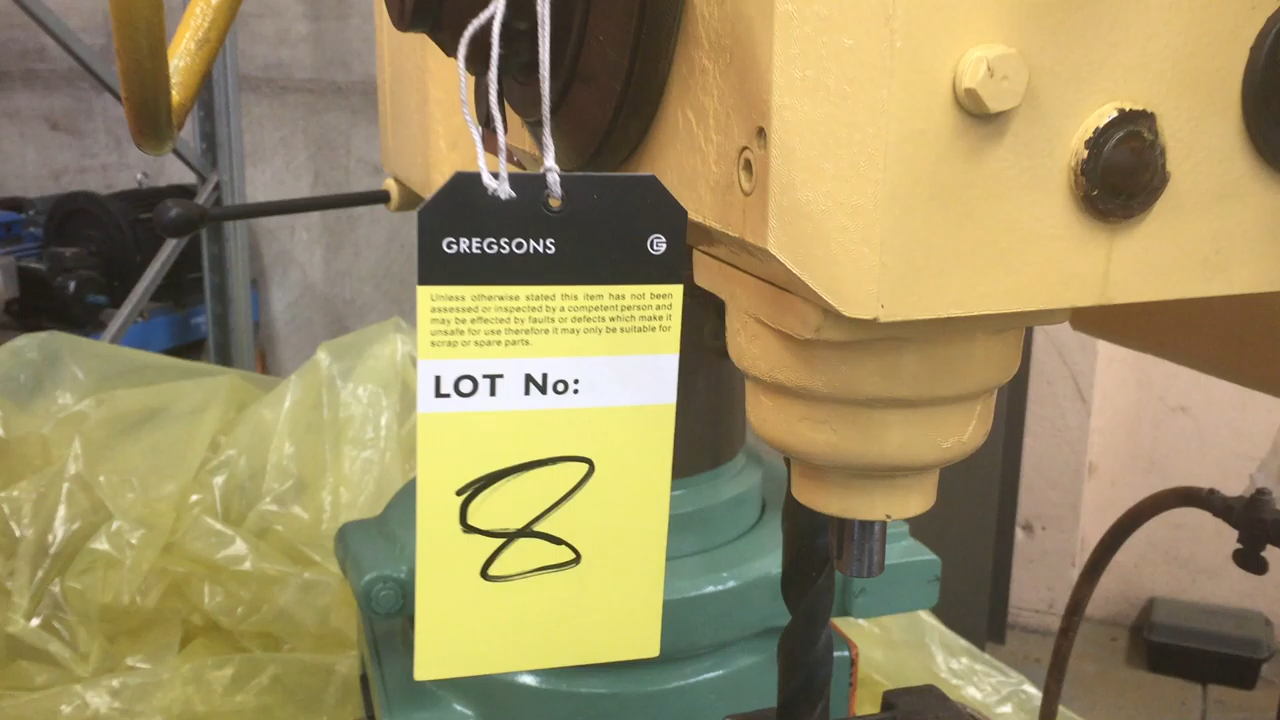 GREGSONS G
Unless otherwise stated this item has not been
assessed or inspected by a competent person and
may be effected by faults or defects which make it
unsafe for use therefore it may only be suitable for
scrap or spare parts.
LOT No:
8